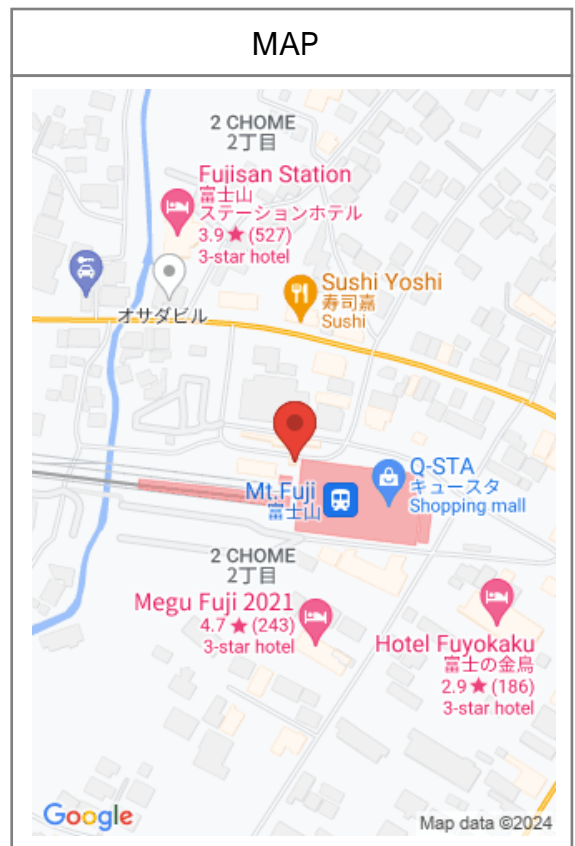 MAP
2 CHOME
2丁目
Fujisan Station
富士山
ステーションホテル
3.9★(527)
3-star hotel
オサダビル
Sushi Yoshi
寿司嘉
Sushi
Q-STA
キュースタ
Shopping mall
Mt.Fuji
富士山
2 CHOME
2丁目
Megu Fuji 2021
4.7★(243)
3-star hotel
Hotel Fuyokaku
富士の金鳥
2.9★(186)
3-star hotel
Google
Map data ©2024